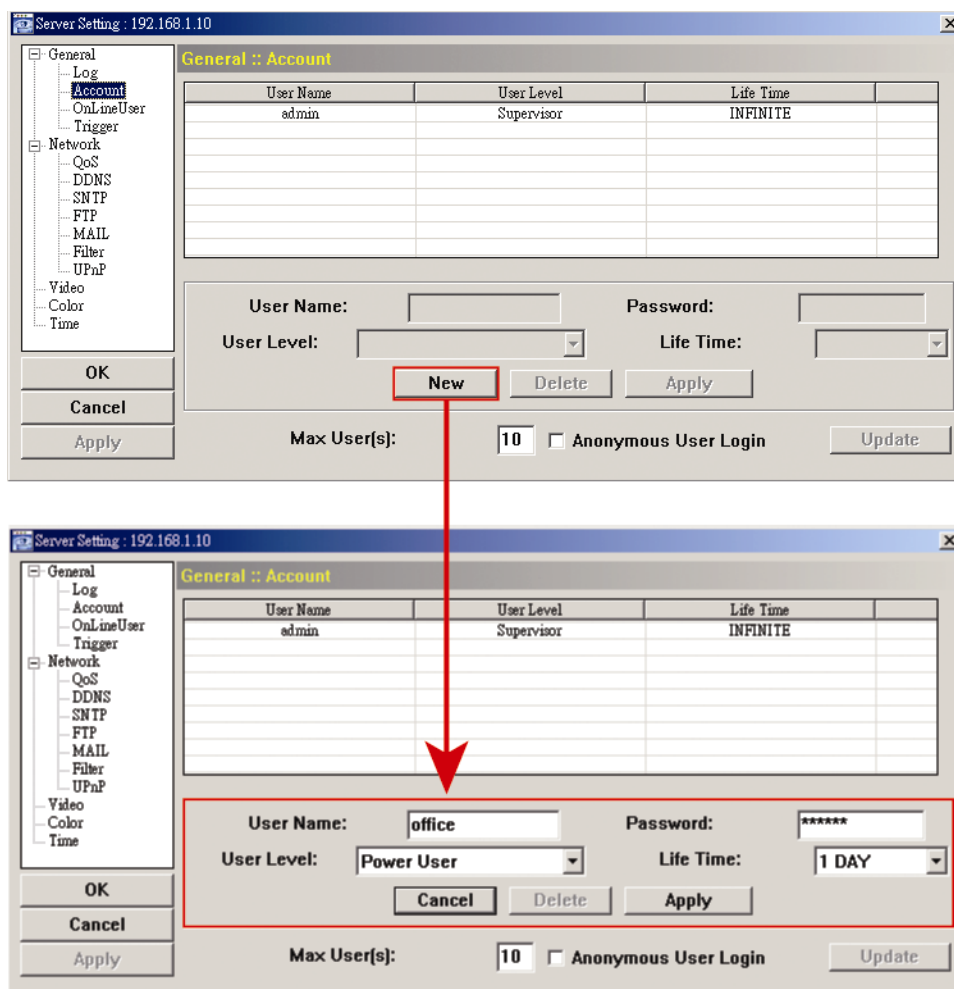 Server Setting : 192.168.1.10
General
Log
Account
OnLineUser
Trigger
Network
QoS
DDNS
SNTP
FTP
MAIL
Filter
UPnP
Video
Color
Time
OK
Cancel
Apply
General :: Account
User Name User Level Life Time
admin Supervisor INFINITE
User Name: Password:
User Level: Life Time:
New Delete Apply
Max User(s): 10 Anonymous User Login Update
Server Setting : 192.168.1.10
General
Log
Account
OnLineUser
Trigger
Network
QoS
DDNS
SNTP
FTP
MAIL
Filter
UPnP
Video
Color
Time
OK
Cancel
Apply
General :: Account
User Name User Level Life Time
admin Supervisor INFINITE
User Name: office Password: ******
User Level: Power User Life Time: 1 DAY
Cancel Delete Apply
Max User(s): 10 Anonymous User Login Update